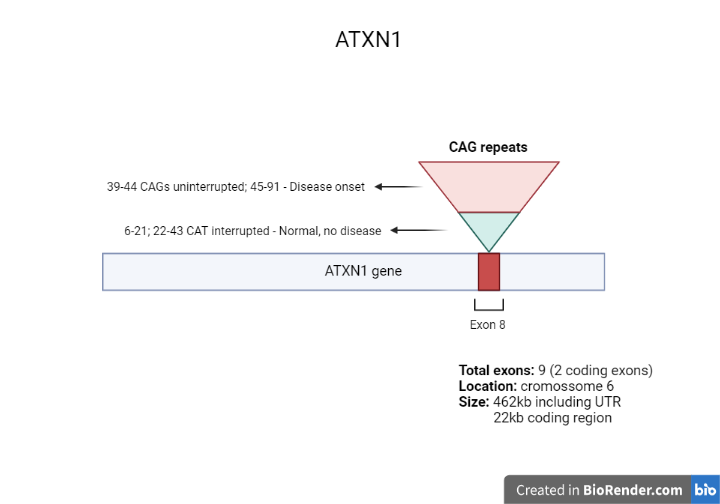 ATXN1
CAG repeats
39-44 CAGs uninterrupted; 45-91 - Disease onset
6-21; 22-43 CAT interrupted - Normal, no disease
ATXN1 gene
Exon 8
Total exons: 9 (2 coding exons)
Location: cromossome 6
Size: 462kb including UTR
22kb coding region
Created in BioRender.com bio